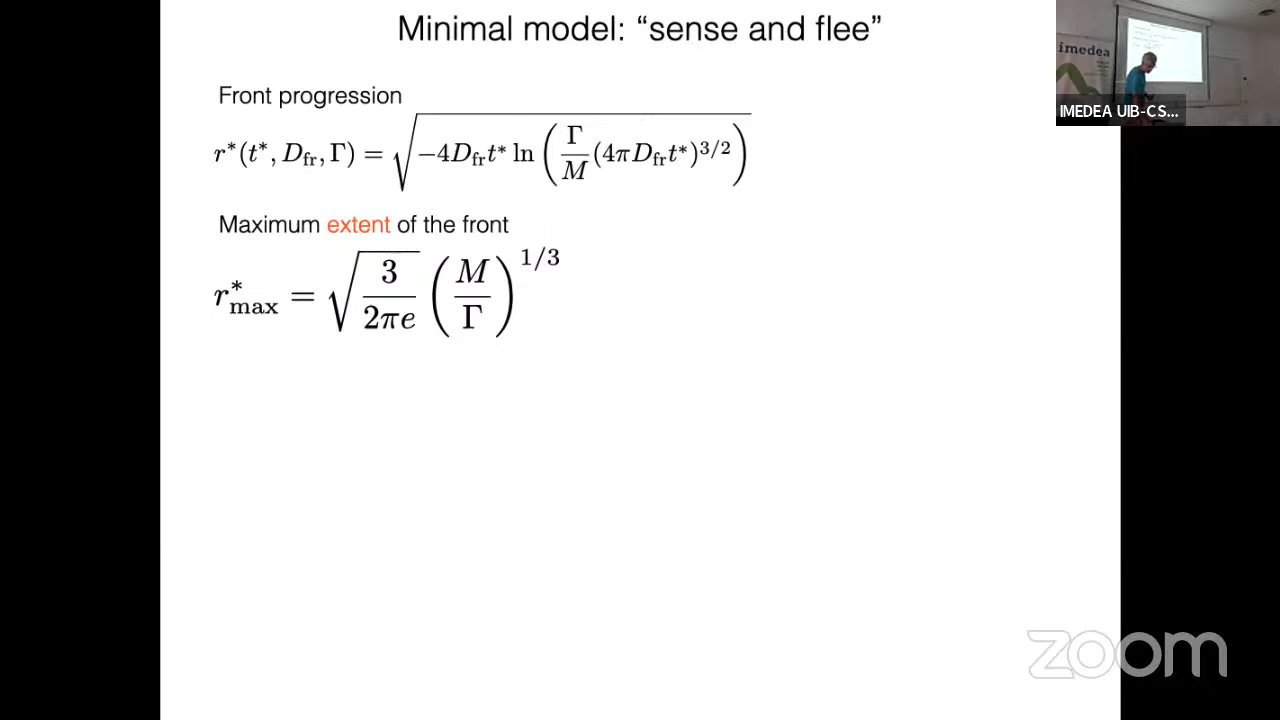 Minimal model: “sense and flee”
ímedea
IMEDEA UIB-CS...
Front progression
r*(t*, D_fr, Γ) = √(−4D_fr t* ln(Γ/M (4πD_fr t*)^{3/2}))
Maximum extent of the front
r*_max = √(3/2πe) (M/Γ)^{1/3}
zoom